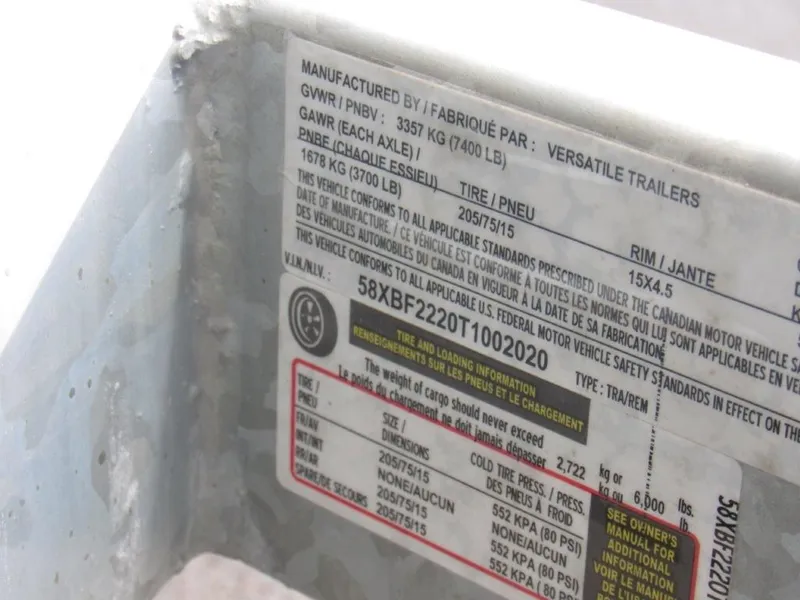 MANUFACTURED BY / FABRIQUÉ PAR : VERSATILE TRAILERS
GVWR / PNBV : 3357 KG (7400 LB)
GAWR (EACH AXLE) /
PNBE (CHAQUE ESSIEU) TIRE / PNEU RIM / JANTE
1678 KG (3700 LB) 205/75/15 15X4.5
THIS VEHICLE CONFORMS TO ALL APPLICABLE STANDARDS PRESCRIBED UNDER THE CANADIAN MOTOR VEHICLE
DATE OF MANUFACTURE. / CE VÉHICULE EST CONFORME À TOUTES LES NORMES QUI LUI SONT APPLICABLES EN
DES VÉHICULES AUTOMOBILES DU CANADA EN VIGUEUR À LA DATE DE SA FABRICATION.
THIS VEHICLE CONFORMS TO ALL APPLICABLE U.S. FEDERAL MOTOR VEHICLE SAFETY STANDARDS IN EFFECT ON THE
V.I.N./N.I.V. : 58XBF2220T1002020 TYPE : TRA/REM
TIRE AND LOADING INFORMATION
RENSEIGNEMENTS SUR LES PNEUS ET LE CHARGEMENT
The weight of cargo should never exceed
Le poids du chargement ne doit jamais dépasser 2,722 kg or
kg ou 6,000 lbs.
lb
TIRE / PNEU SIZE / DIMENSIONS COLD TIRE PRESS. / PRESS. DES PNEUS À FROID
FR/AV 205/75/15 552 KPA (80 PSI)
INT/INT NONE/AUCUN NONE/AUCUN
RR/AR 205/75/15 552 KPA (80 PSI)
SPARE/DE SECOURS 205/75/15 552 KPA ( 80 PSI)
SEE OWNER'S
MANUAL FOR
ADDITIONAL
INFORMATION
VOIR LE
DE
58XBF2220T